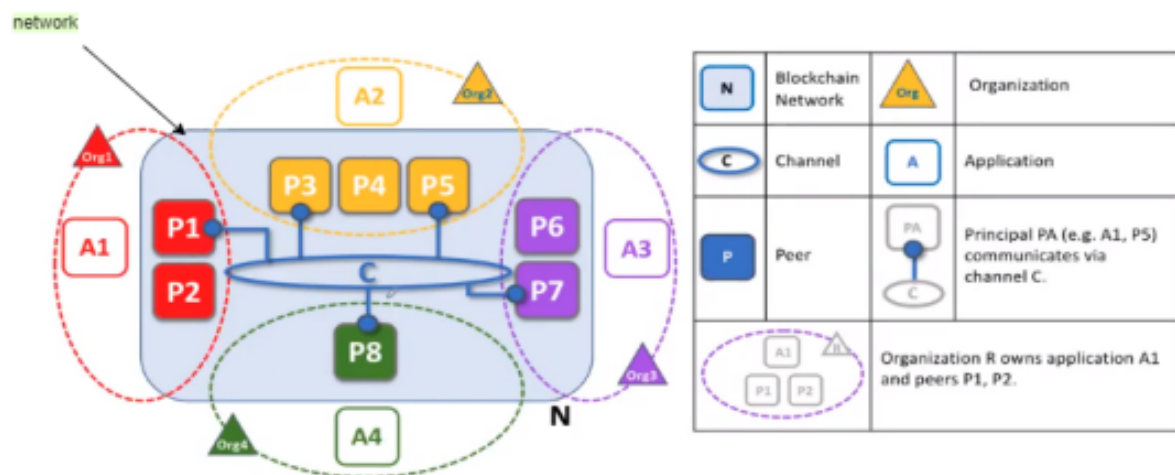 network
A2
Org2
Org1
P3
P4
P5
A1
P1
P6
A3
C
P2
P7
P8
Org3
N
A4
Org4
N
Blockchain
Network
Org
Organization
C
Channel
A
Application
P
Peer
PA
C
Principal PA (e.g. A1, P5)
communicates via
channel C.
A1
R
P1
P2
Organization R owns application A1
and peers P1, P2.